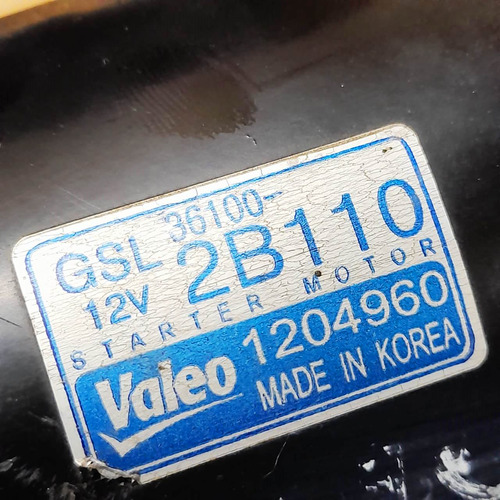 GSL 36100-
12V 2B110
STARTER MOTOR
Valeo 1204960
MADE IN KOREA